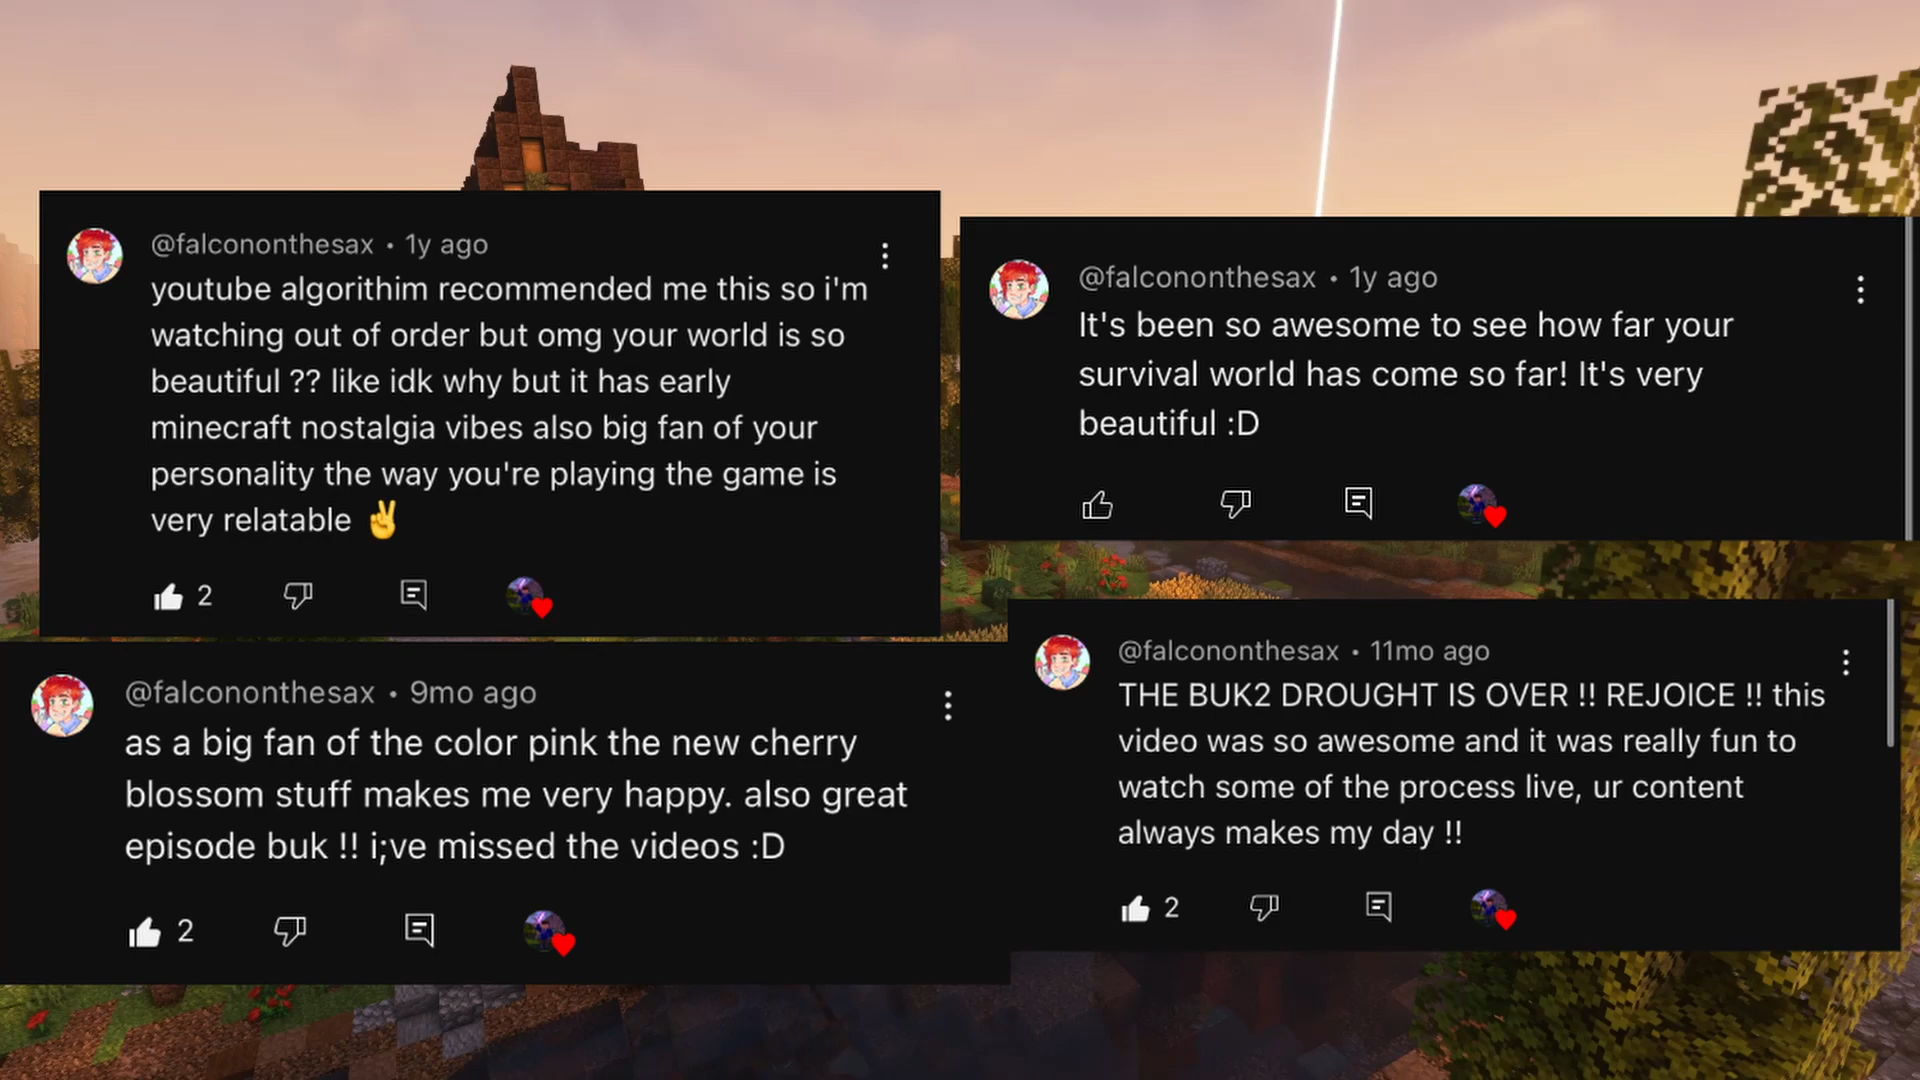 @falcononthesax • 1y ago
youtube algorithim recommended me this so i'm
watching out of order but omg your world is so
beautiful ?? like idk why but it has early
minecraft nostalgia vibes also big fan of your
personality the way you're playing the game is
very relatable ✌️
2
@falcononthesax • 1y ago
It's been so awesome to see how far your
survival world has come so far! It's very
beautiful :D
@falcononthesax • 9mo ago
as a big fan of the color pink the new cherry
blossom stuff makes me very happy. also great
episode buk !! i;ve missed the videos :D
2
@falcononthesax • 11mo ago
THE BUK2 DROUGHT IS OVER !! REJOICE !! this
video was so awesome and it was really fun to
watch some of the process live, ur content
always makes my day !!
2